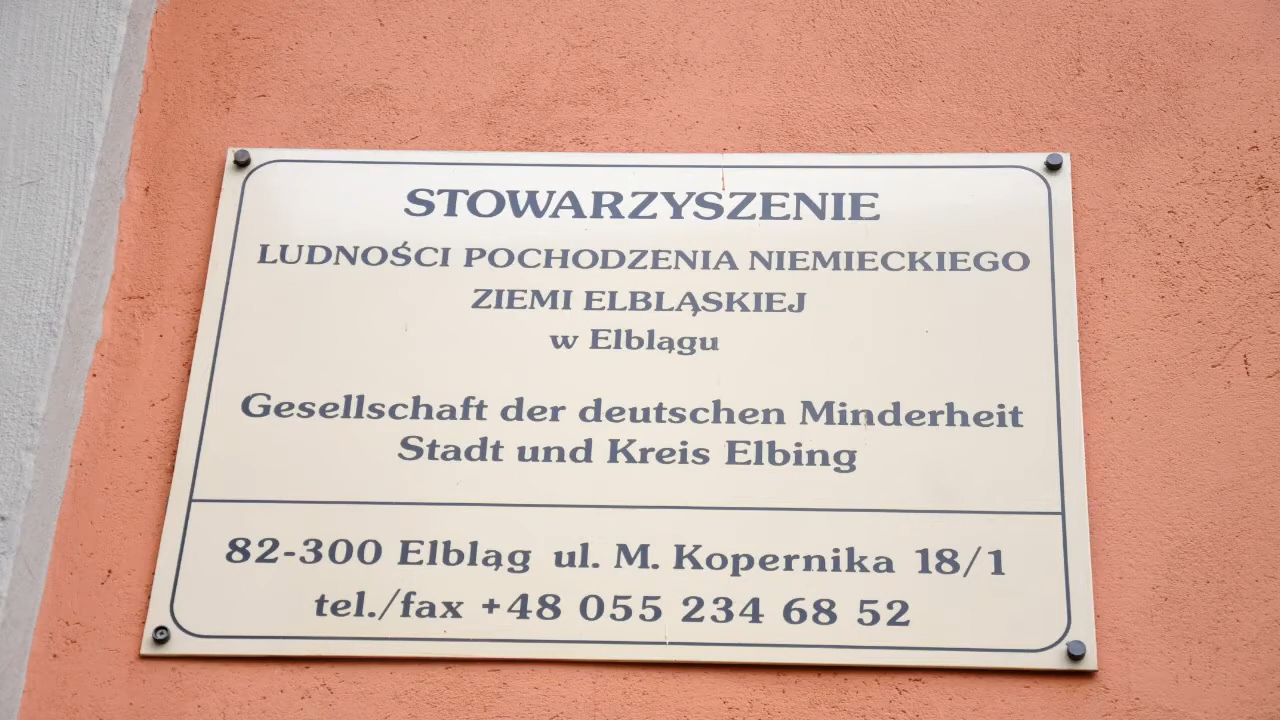 STOWARZYSZENIE
LUDNOŚCI POCHODZENIA NIEMIECKIEGO
ZIEMI ELBLĄSKIEJ
w Elblągu
Gesellschaft der deutschen Minderheit
Stadt und Kreis Elbing
82-300 Elbląg ul. M. Kopernika 18/1
tel./fax +48 055 234 68 52